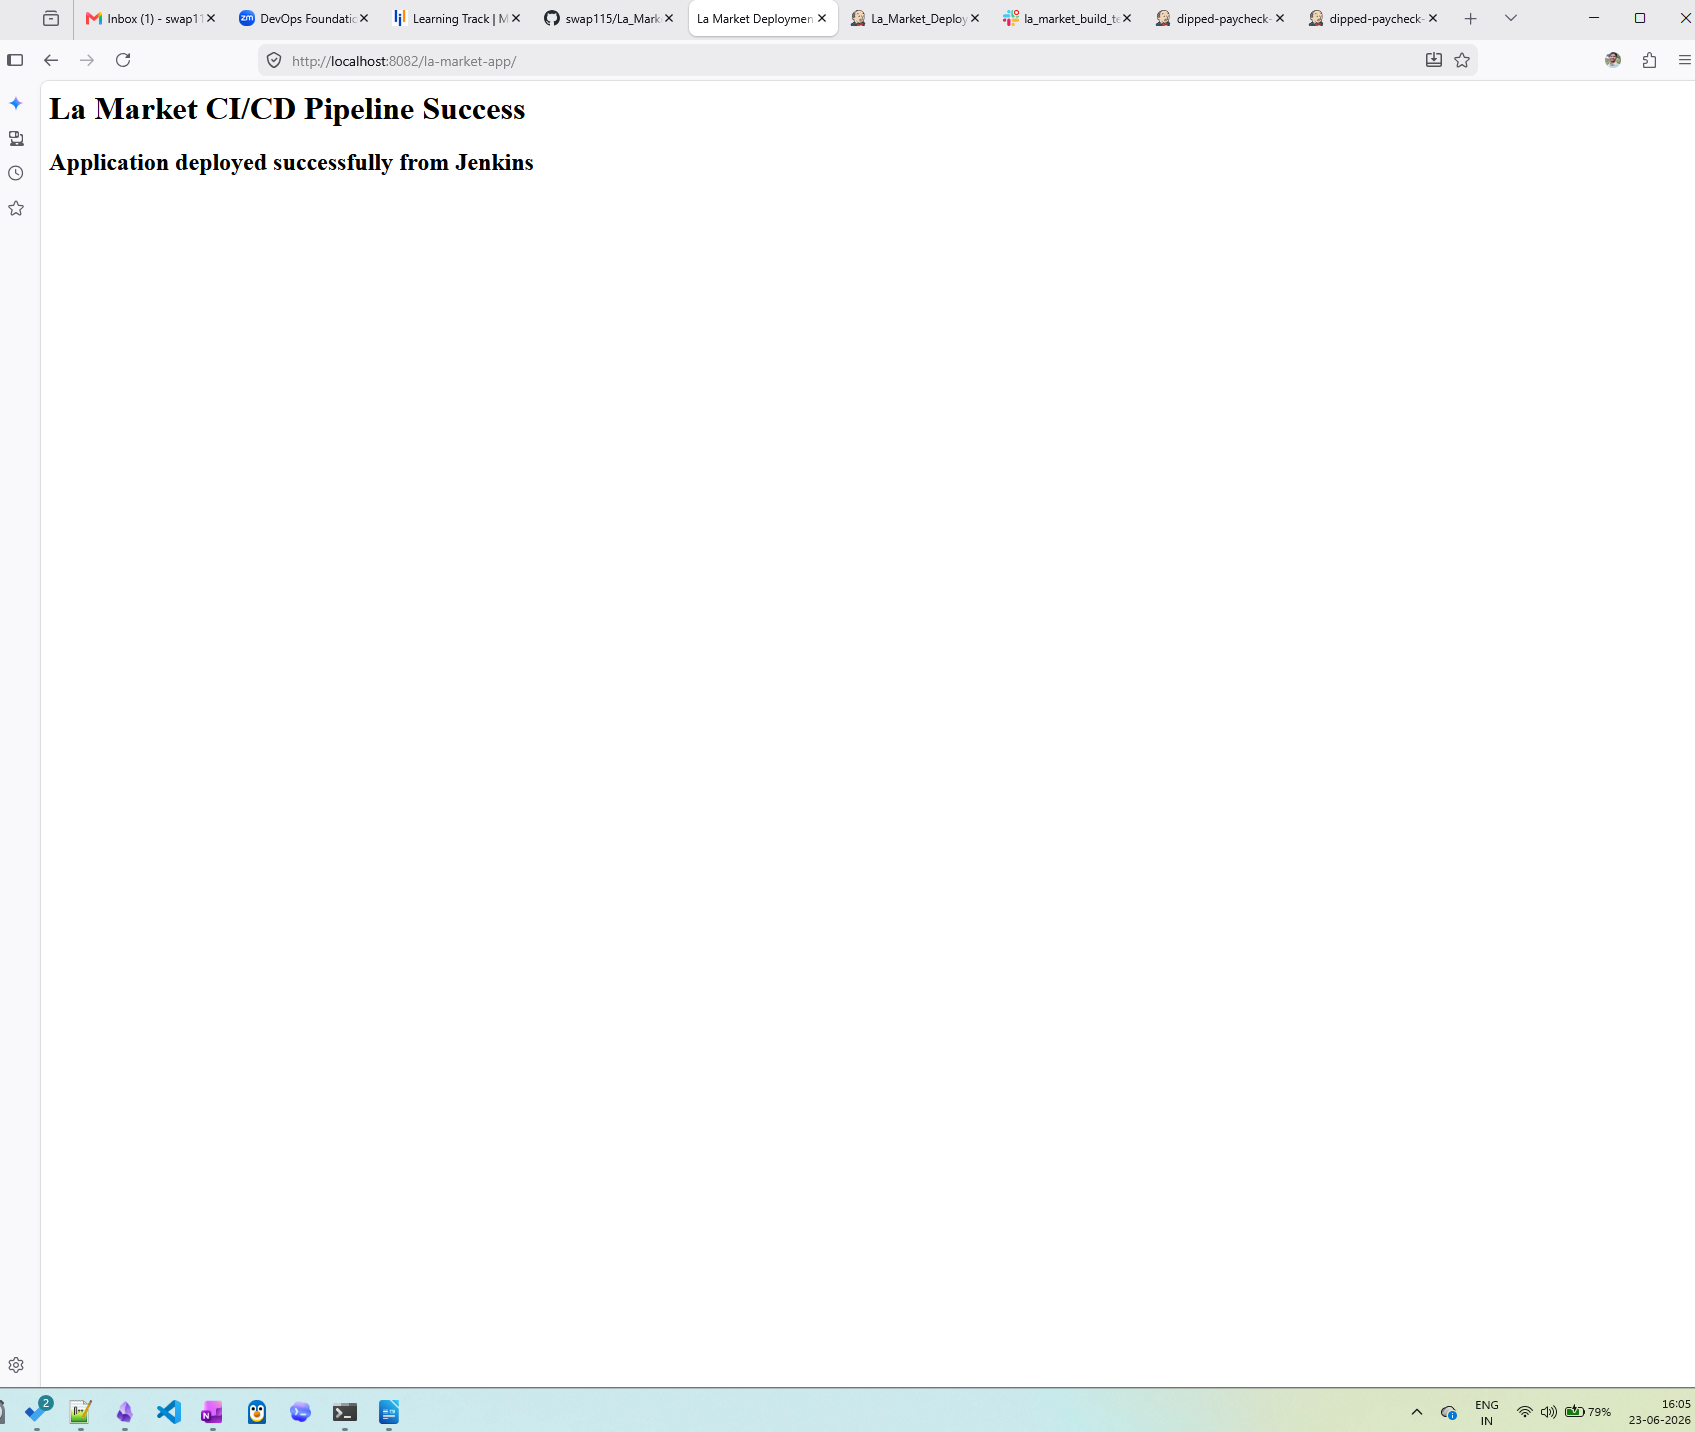 Inbox (1) - swap11
zm
DevOps Foundatic
Learning Track | M
swap115/La_Mark
La Market Deploymen
La_Market_Deploy
la_market_build_te
dipped-paycheck-
dipped-paycheck-
http://localhost:8082/la-market-app/
La Market CI/CD Pipeline Success
Application deployed successfully from Jenkins
2
N
ENG
IN
79%
16:05
23-06-2026